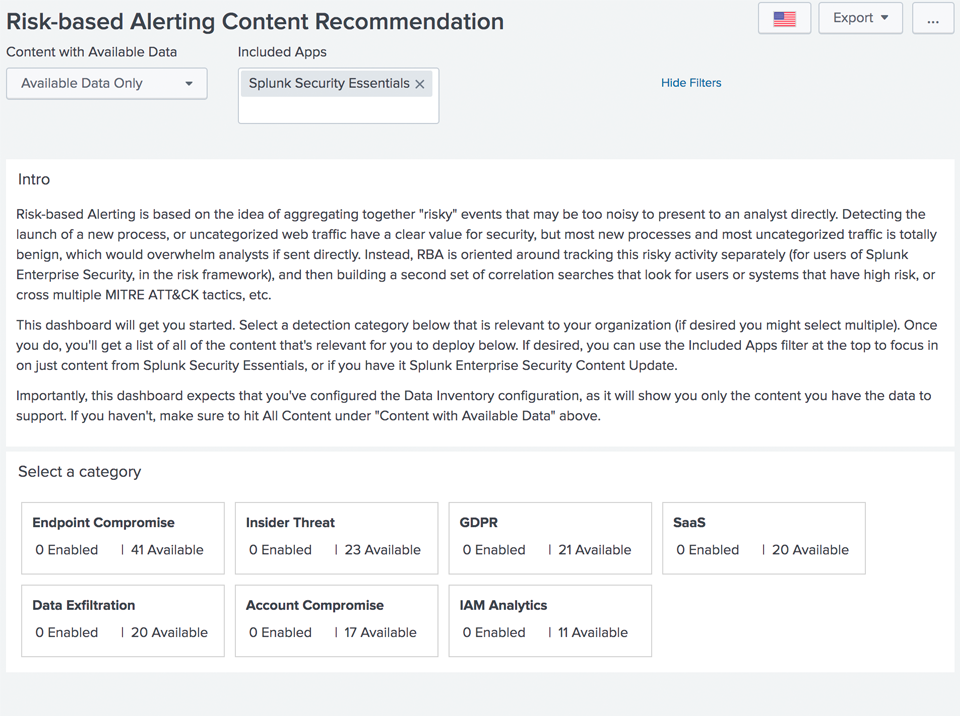 Risk-based Alerting Content Recommendation
Export
...
Content with Available Data
Included Apps
Available Data Only
Splunk Security Essentials
Hide Filters
Intro
Risk-based Alerting is based on the idea of aggregating together "risky" events that may be too noisy to present to an analyst directly. Detecting the
launch of a new process, or uncategorized web traffic have a clear value for security, but most new processes and most uncategorized traffic is totally
benign, which would overwhelm analysts if sent directly. Instead, RBA is oriented around tracking this risky activity separately (for users of Splunk
Enterprise Security, in the risk framework), and then building a second set of correlation searches that look for users or systems that have high risk, or
cross multiple MITRE ATT&CK tactics, etc.
This dashboard will get you started. Select a detection category below that is relevant to your organization (if desired you might select multiple). Once
you do, you'll get a list of all of the content that's relevant for you to deploy below. If desired, you can use the Included Apps filter at the top to focus in
on just content from Splunk Security Essentials, or if you have it Splunk Enterprise Security Content Update.
Importantly, this dashboard expects that you've configured the Data Inventory configuration, as it will show you only the content you have the data to
support. If you haven't, make sure to hit All Content under "Content with Available Data" above.
Select a category
Endpoint Compromise
0 Enabled | 41 Available
Insider Threat
0 Enabled | 23 Available
GDPR
0 Enabled | 21 Available
SaaS
0 Enabled | 20 Available
Data Exfiltration
0 Enabled | 20 Available
Account Compromise
0 Enabled | 17 Available
IAM Analytics
0 Enabled | 11 Available